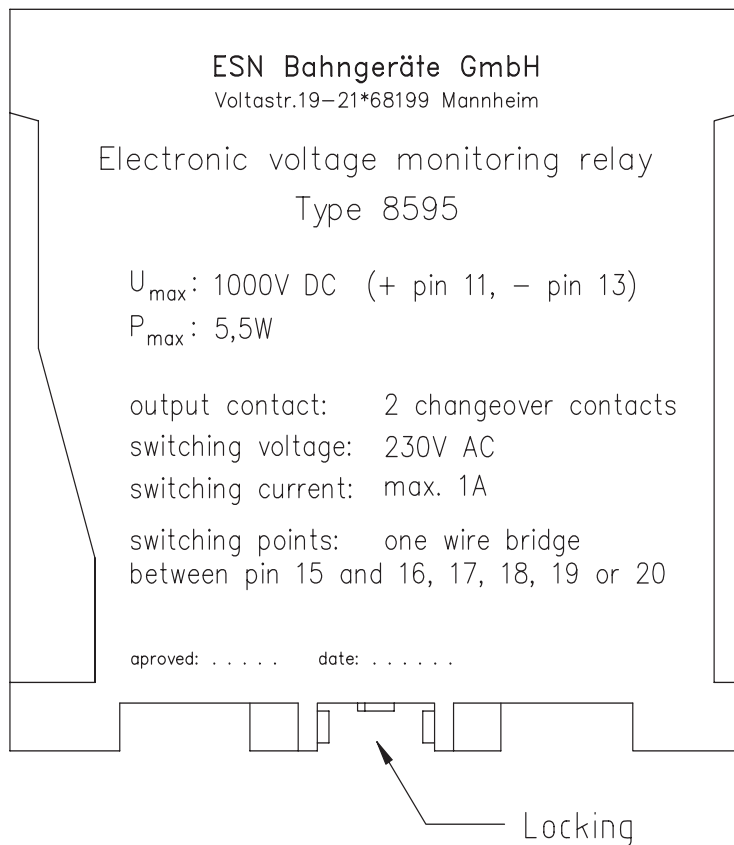 ESN Bahngeräte GmbH
Voltastr.19-21*68199 Mannheim
Electronic voltage monitoring relay
Type 8595
Umax: 1000V DC (+ pin 11, - pin 13)
Pmax: 5,5W
output contact: 2 changeover contacts
switching voltage: 230V AC
switching current: max. 1A
switching points: one wire bridge
between pin 15 and 16, 17, 18, 19 or 20
aproved: . . . . . date: . . . . . .
Locking